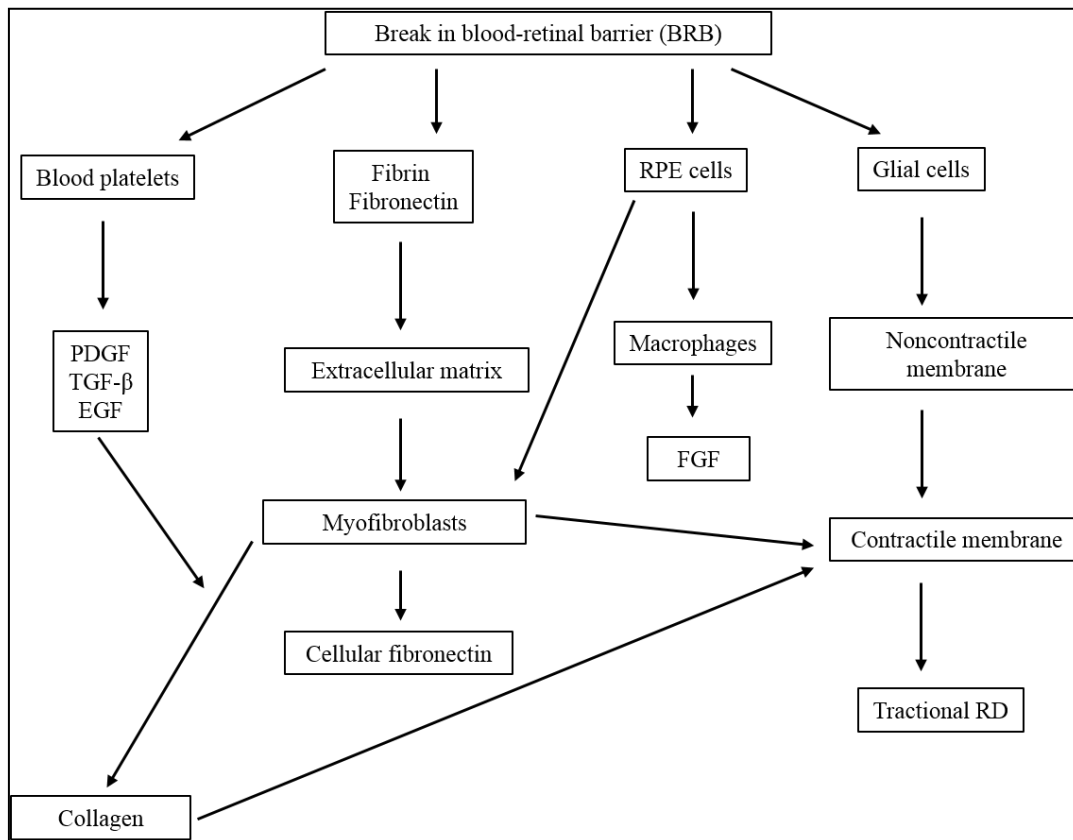 Break in blood-retinal barrier (BRB)
Blood platelets
Fibrin
Fibronectin
RPE cells
Glial cells
PDGF
TGF-β
EGF
Extracellular matrix
Macrophages
Noncontractile
membrane
FGF
Myofibroblasts
Contractile membrane
Cellular fibronectin
Tractional RD
Collagen